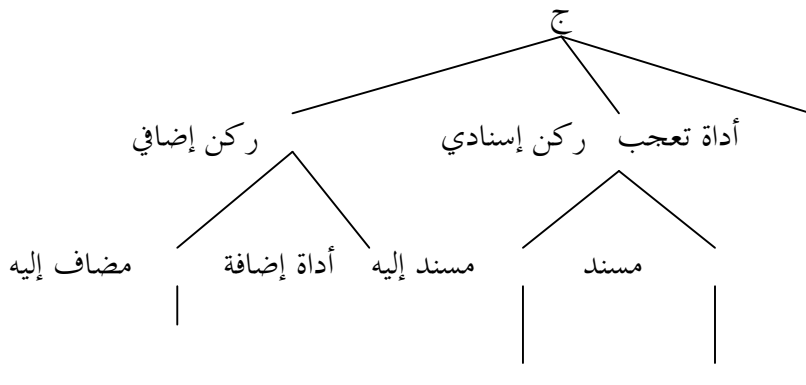 ج
أداة تعجب ركن إسنادي ركن إضافي
مسند مسند إليه أداة إضافة مضاف إليه